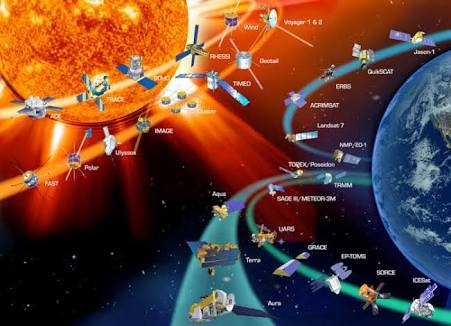 Voyager 1 & 2
Wind
Jason-1
RHESSI
Geotail
QuikSCAT
SOHO
TIMED
ERBS
TRACE
ACRIMSAT
ACE
Cluster
Landsat 7
IMAGE
NMP/EO-1
Ulysses
TOPEX/Poseidon
Polar
TRMM
FAST
Aqua
SAGE III/METEOR-3M
UARS
GRACE
EP-TOMS
Terra
SORCE
ICESat
Aura